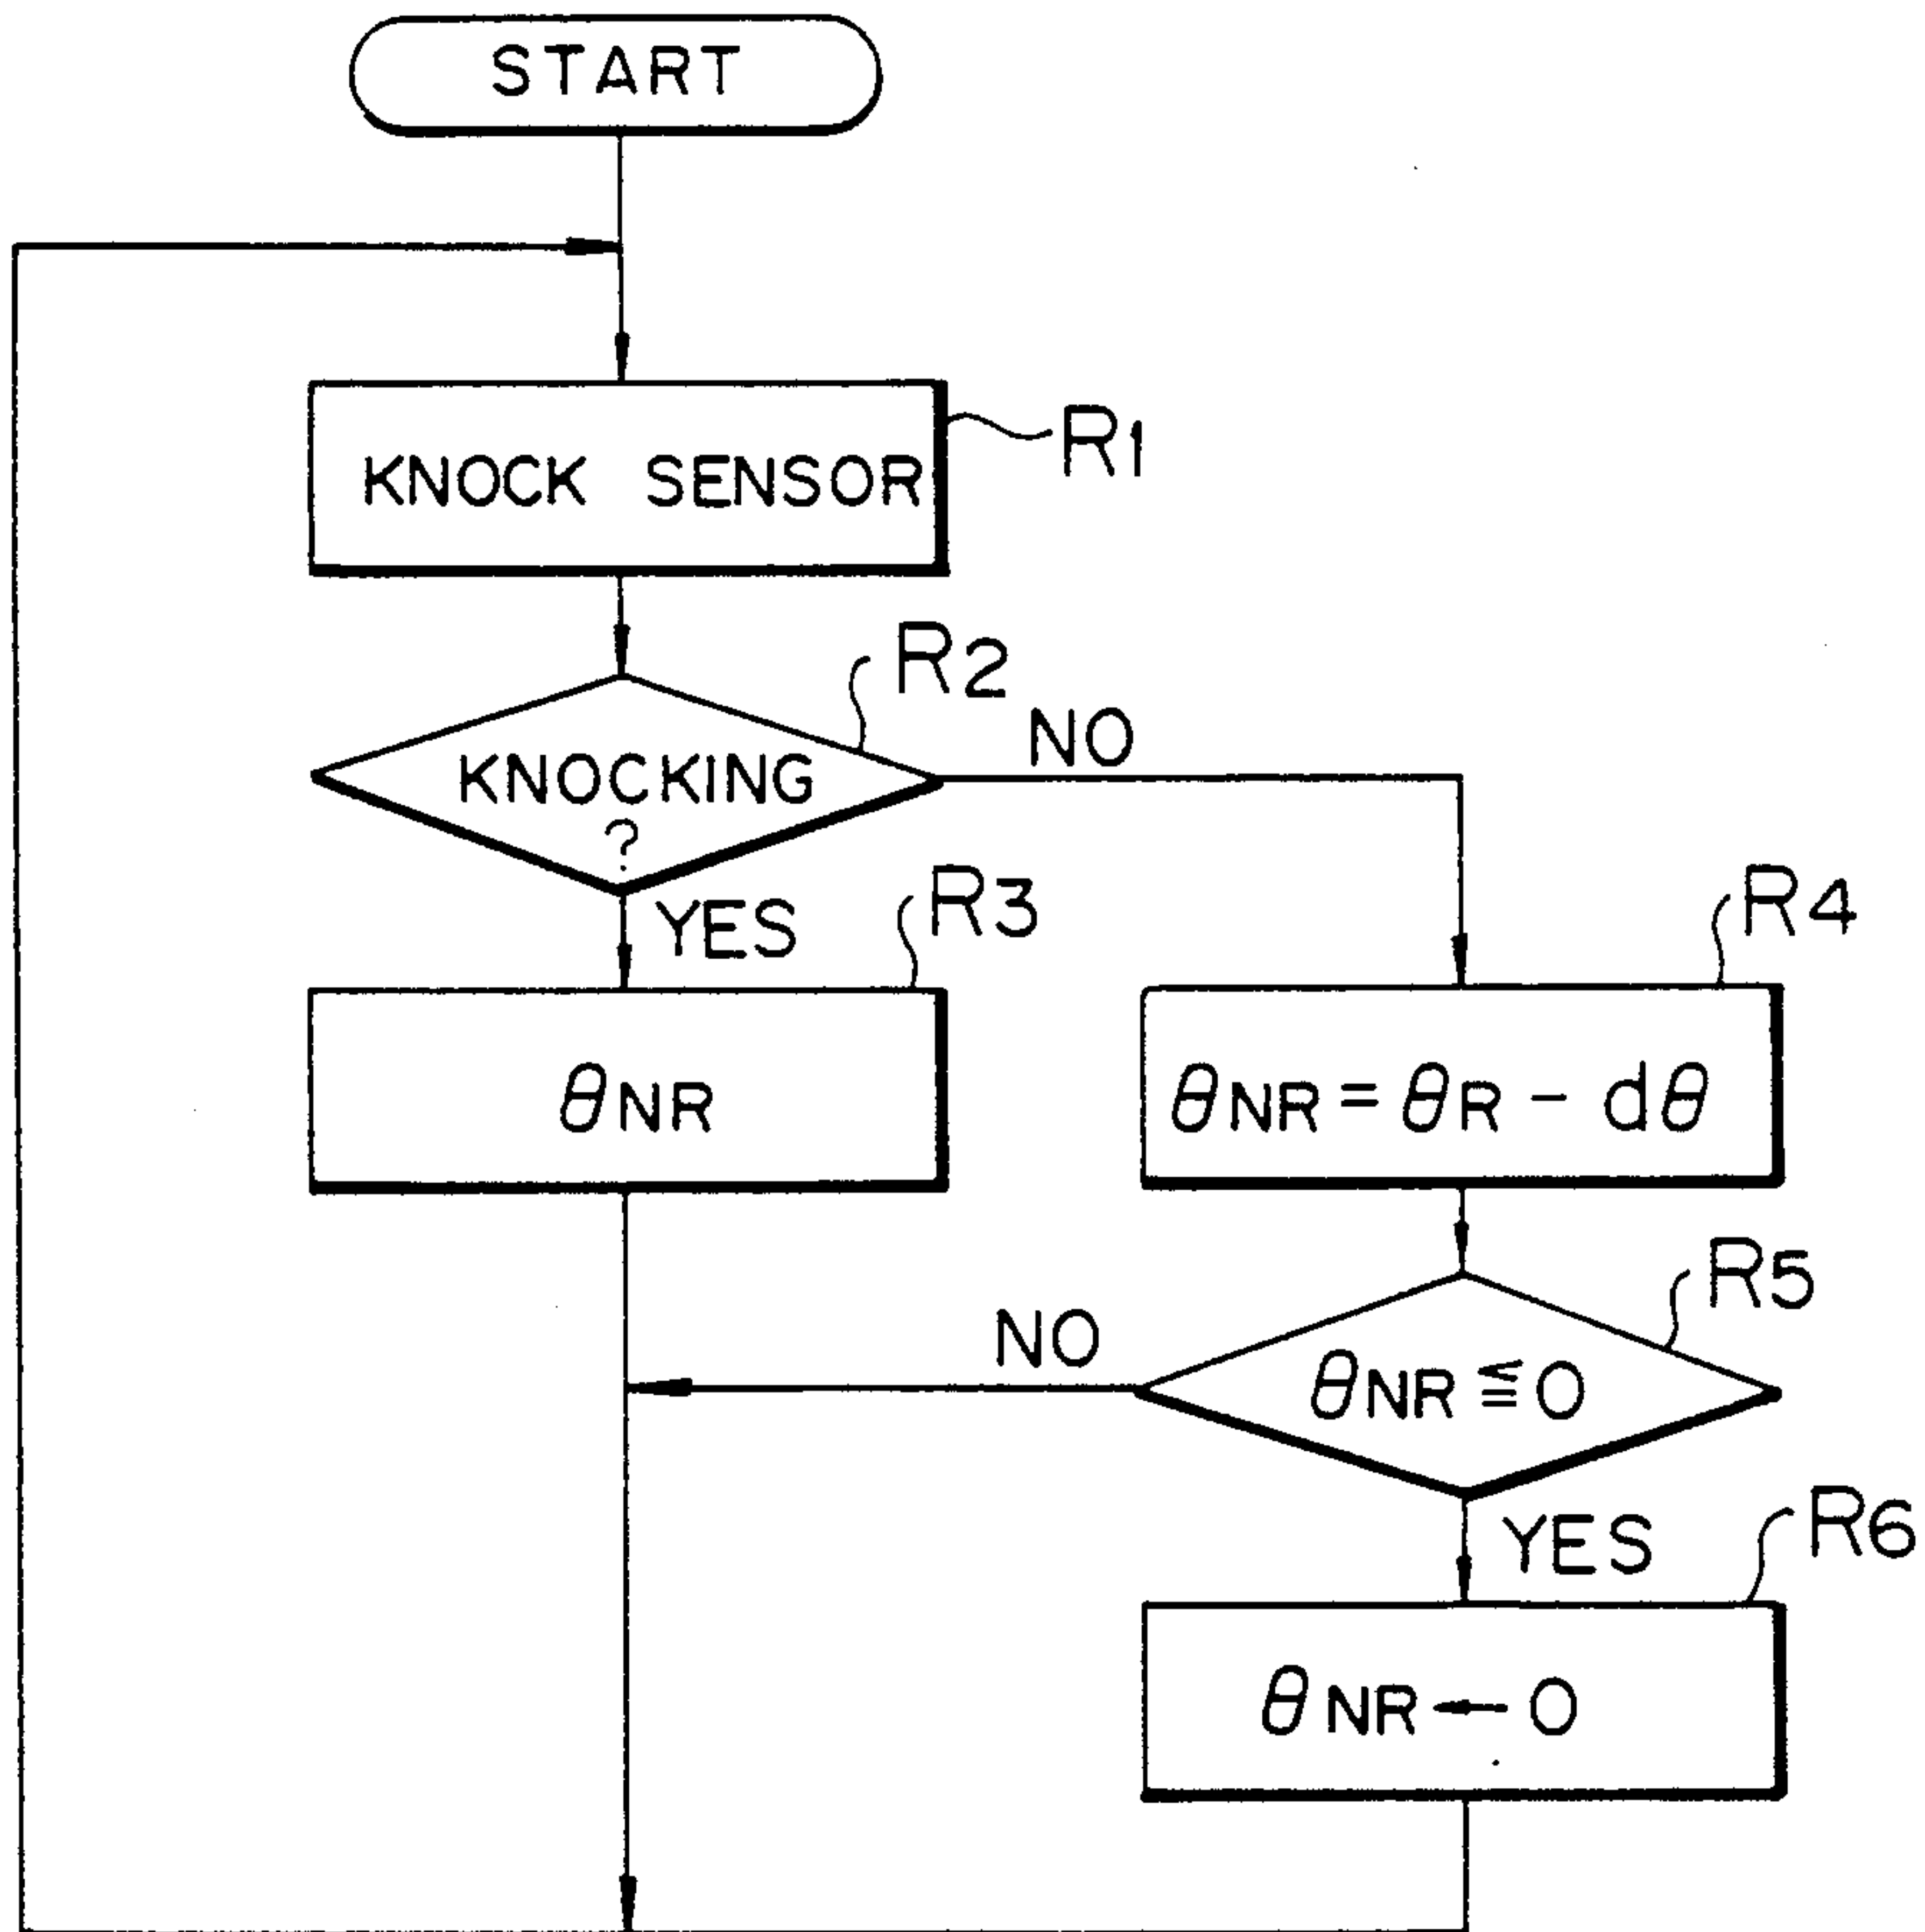 START
KNOCK SENSOR
R1
KNOCKING
?
R2
NO
YES
R3
θNR
R4
θNR = θR - dθ
R5
θNR ≦ 0
NO
YES
R6
θNR ← 0